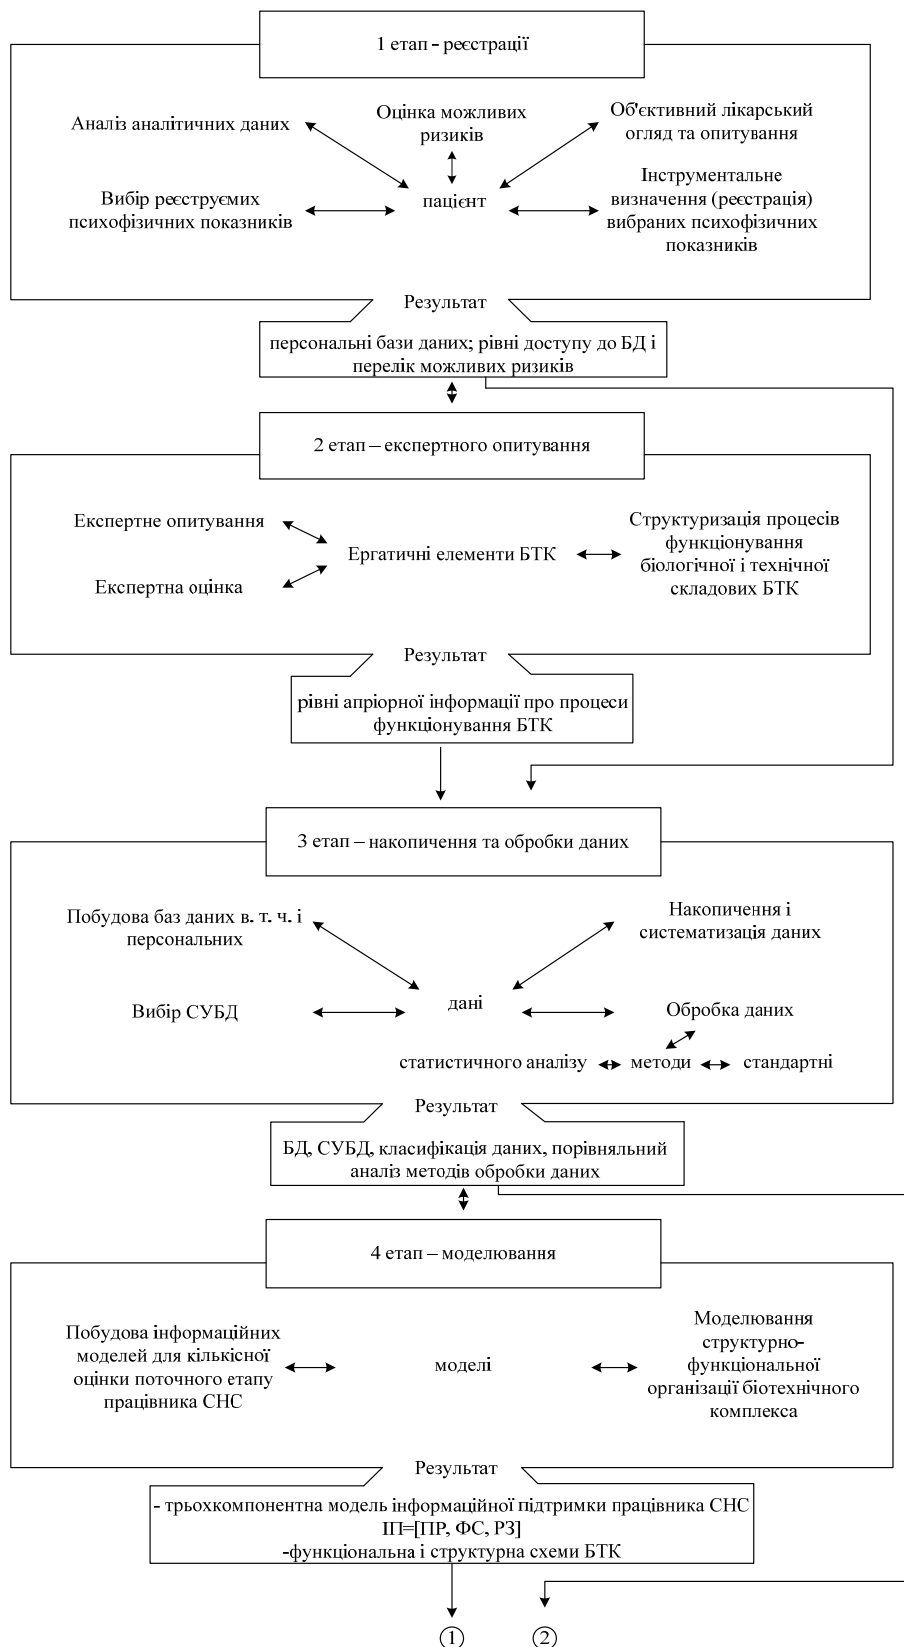 1 етап – реєстрації
Аналіз аналітичних даних
Оцінка можливих
ризиків
Об'єктивний лікарський
огляд та опитування
Вибір реєструємих
психофізичних показників
пацієнт
Інструментальне
визначення (реєстрація)
вибраних психофізичних
показників
Результат
персональні бази даних; рівні доступу до БД і
перелік можливих ризиків
2 етап – експертного опитування
Експертне опитування
Експертна оцінка
Ергатичні елементи БТК
Структуризація процесів
функціонування
біологічної і технічної
складових БТК
Результат
рівні апріорної інформації про процеси
функціонування БТК
3 етап – накопичення та обробки даних
Побудова баз даних в. т. ч. і
персональних
Накопичення і
систематизація даних
Вибір СУБД
дані
Обробка даних
статистичного аналізу
методи
стандартні
Результат
БД, СУБД, класифікація даних, порівняльний
аналіз методів обробки даних
4 етап – моделювання
Побудова інформаційних
моделей для кількісної
оцінки поточного етапу
працівника СНС
моделі
Моделювання
структурно-
функціональної
організації біотехнічного
комплекса
Результат
- трьохкомпонентна модель інформаційної підтримки працівника СНС
ІП=[ПР, ФС, РЗ]
-функціональна і структурна схеми БТК
1
2